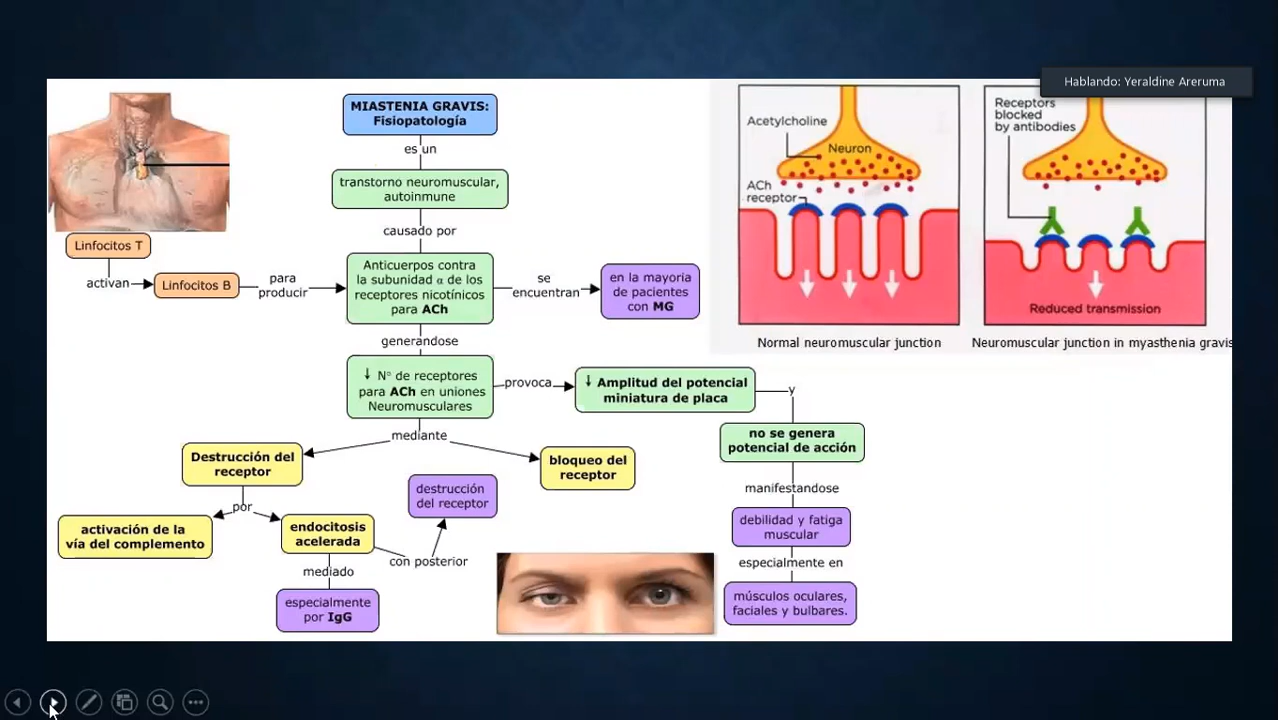 Hablando: Yeraldine Areruma
MIASTENIA GRAVIS:
Fisiopatología
es un
transtorno neuromuscular,
autoinmune
causado por
Linfocitos T
activan
Linfocitos B
para
producir
Anticuerpos contra
la subunidad α de los
receptores nicotínicos
para ACh
se
encuentran
en la mayoria
de pacientes
con MG
generandose
↓ N° de receptores
para ACh en uniones
Neuromusculares
provoca
↓ Amplitud del potencial
miniatura de placa
y
no se genera
potencial de acción
manifestandose
debilidad y fatiga
muscular
especialmente en
músculos oculares,
faciales y bulbares.
mediante
Destrucción del
receptor
bloqueo del
receptor
por
activación de la
vía del complemento
endocitosis
acelerada
con posterior
destrucción
del receptor
mediado
especialmente
por IgG
Acetylcholine
Neuron
ACh
receptor
Normal neuromuscular junction
Receptors
blocked
by antibodies
Reduced transmission
Neuromuscular junction in myasthenia gravis